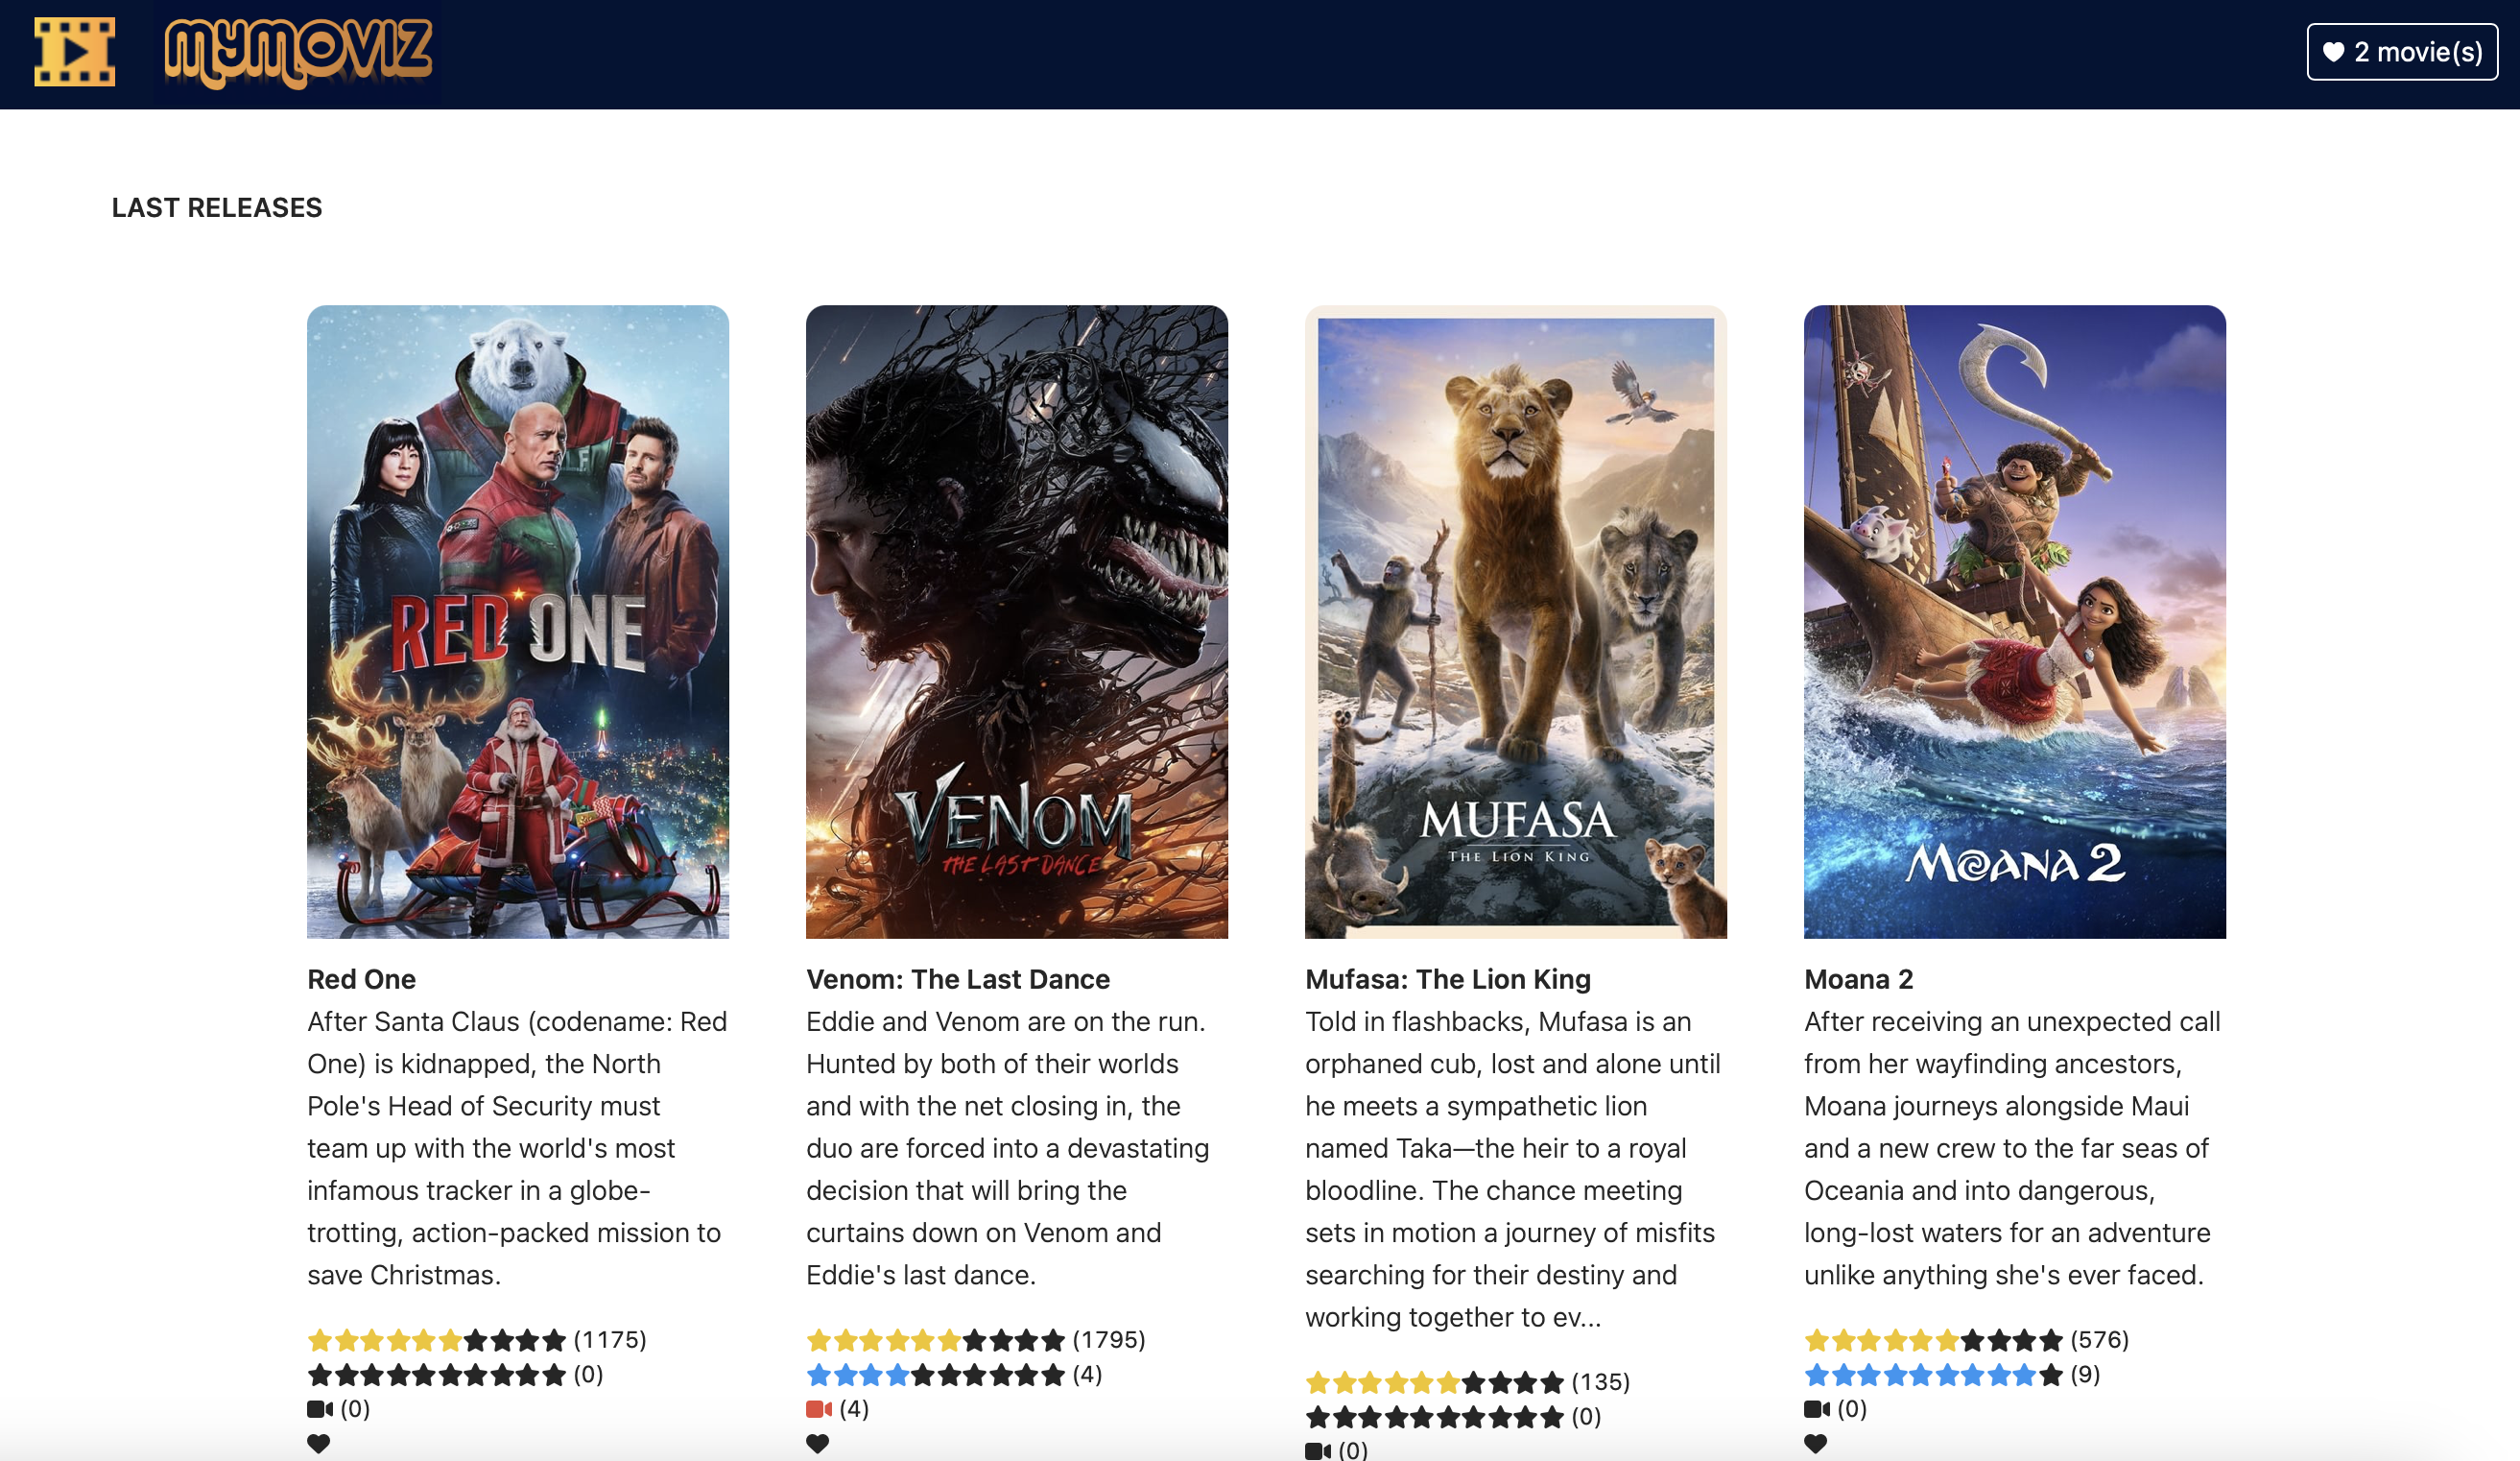 mymoviz
2 movie(s)
LAST RELEASES
RED ONE
Red One
After Santa Claus (codename: Red
One) is kidnapped, the North
Pole's Head of Security must
team up with the world's most
infamous tracker in a globe-
trotting, action-packed mission to
save Christmas.
(1175)
(0)
(0)
VENOM
THE LAST DANCE
Venom: The Last Dance
Eddie and Venom are on the run.
Hunted by both of their worlds
and with the net closing in, the
duo are forced into a devastating
decision that will bring the
curtains down on Venom and
Eddie's last dance.
(1795)
(4)
(4)
MUFASA
THE LION KING
Mufasa: The Lion King
Told in flashbacks, Mufasa is an
orphaned cub, lost and alone until
he meets a sympathetic lion
named Taka—the heir to a royal
bloodline. The chance meeting
sets in motion a journey of misfits
searching for their destiny and
working together to ev...
(135)
(0)
(0)
MOANA 2
Moana 2
After receiving an unexpected call
from her wayfinding ancestors,
Moana journeys alongside Maui
and a new crew to the far seas of
Oceania and into dangerous,
long-lost waters for an adventure
unlike anything she's ever faced.
(576)
(9)
(0)